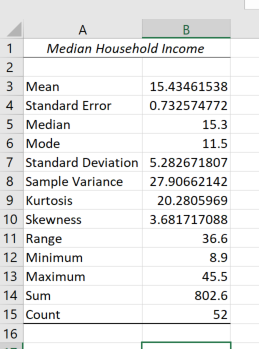 A B
1 Median Household Income
2
3 Mean 15.43461538
4 Standard Error 0.732574772
5 Median 15.3
6 Mode 11.5
7 Standard Deviation 5.282671807
8 Sample Variance 27.90662142
9 Kurtosis 20.2805969
10 Skewness 3.681717088
11 Range 36.6
12 Minimum 8.9
13 Maximum 45.5
14 Sum 802.6
15 Count 52
16